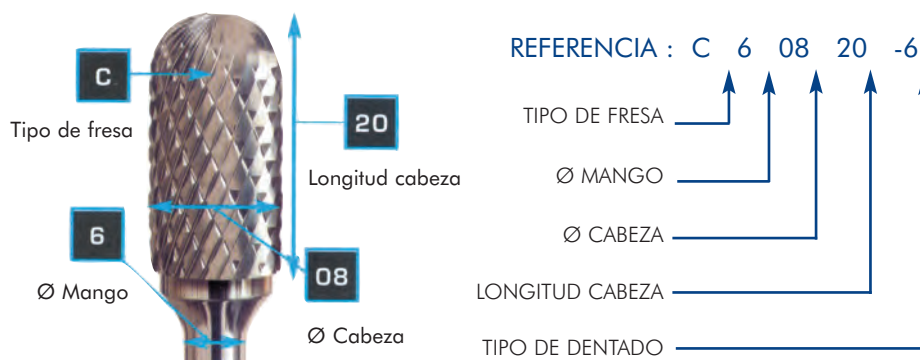 C
Tipo de fresa
20
Longitud cabeza
6
Ø Mango
08
Ø Cabeza
REFERENCIA : C 6 08 20 -6
TIPO DE FRESA
Ø MANGO
Ø CABEZA
LONGITUD CABEZA
TIPO DE DENTADO